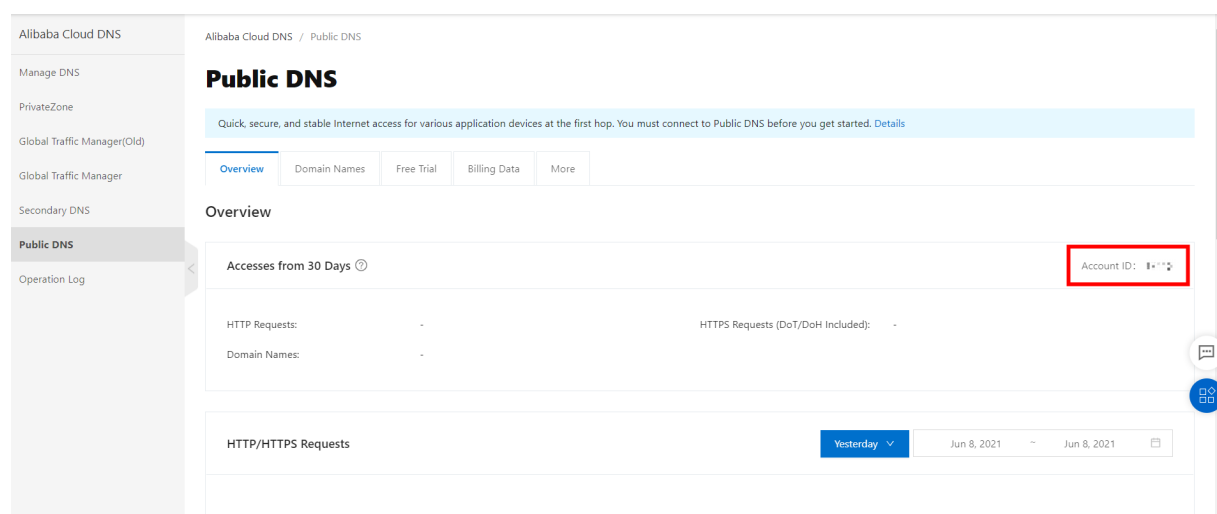 Alibaba Cloud DNS
Manage DNS
PrivateZone
Global Traffic Manager(Old)
Global Traffic Manager
Secondary DNS
Public DNS
Operation Log
Alibaba Cloud DNS / Public DNS
Public DNS
Quick, secure, and stable Internet access for various application devices at the first hop. You must connect to Public DNS before you get started. Details
Overview Domain Names Free Trial Billing Data More
Overview
Accesses from 30 Days Account ID:
HTTP Requests: - HTTPS Requests (DoT/DoH Included): -
Domain Names: -
HTTP/HTTPS Requests Yesterday Jun 8, 2021 ~ Jun 8, 2021